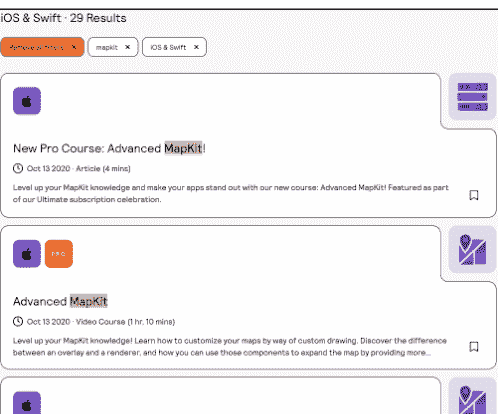 iOS & Swift · 29 Results
Remove all filters ×
mapkit ×
iOS & Swift ×
New Pro Course: Advanced MapKit!
Oct 13 2020 · Article (4 mins)
Level up your MapKit knowledge and make your apps stand out with our new course: Advanced MapKit! Featured as part
of our Ultimate subscription celebration.
PRO
Advanced MapKit
Oct 13 2020 · Video Course (1 hr, 10 mins)
Level up your MapKit knowledge! Learn how to customize your maps by way of custom drawing. Discover the difference
between an overlay and a renderer, and how you can use those components to expand the map by providing more...